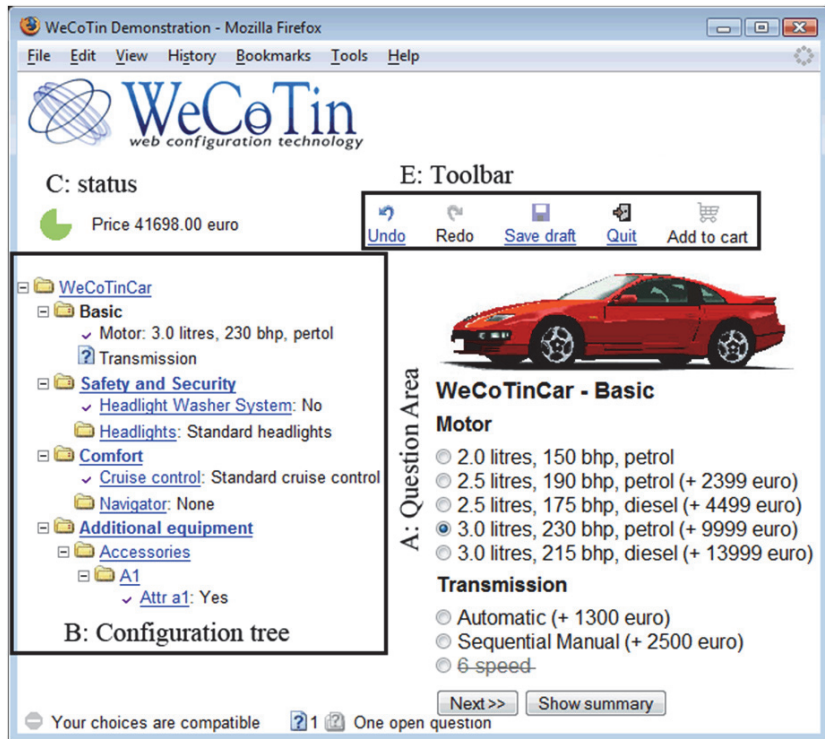 WeCoTin Demonstration - Mozilla Firefox
File Edit View History Bookmarks Tools Help
WeCoTin
web configuration technology
C: status
E: Toolbar
Price 41698.00 euro
Undo Redo Save draft Quit Add to cart
WeCoTinCar
Basic
Motor: 3.0 litres, 230 bhp, pertol
Transmission
Safety and Security
Headlight Washer System: No
Headlights: Standard headlights
Comfort
Cruise control: Standard cruise control
Navigator: None
Additional equipment
Accessories
A1
Attr a1: Yes
B: Configuration tree
A: Question Area
WeCoTinCar - Basic
Motor
2.0 litres, 150 bhp, petrol
2.5 litres, 190 bhp, petrol (+ 2399 euro)
2.5 litres, 175 bhp, diesel (+ 4499 euro)
3.0 litres, 230 bhp, petrol (+ 9999 euro)
3.0 litres, 215 bhp, diesel (+ 13999 euro)
Transmission
Automatic (+ 1300 euro)
Sequential Manual (+ 2500 euro)
6 speed
Next>> Show summary
Your choices are compatible ?1 ? One open question